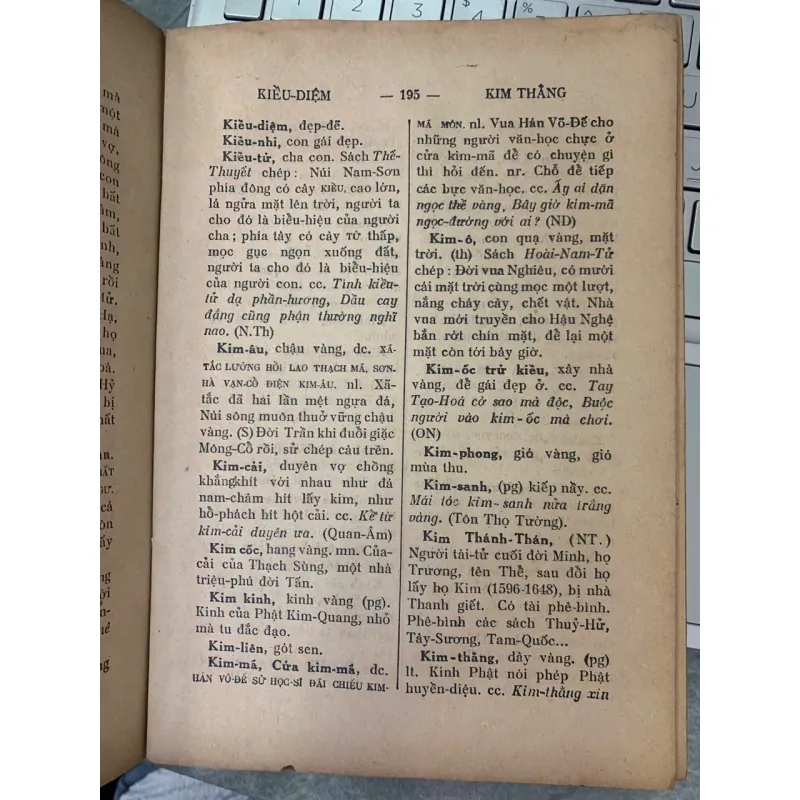 KIỀU-DIỆM — 195 — KIM THẰNG
Kiều-diệm, đẹp-đẽ.
Kiều-nhi, con gái đẹp.
Kiều-tử, cha con. Sách Thế-
Thuyết chép : Núi Nam-Sơn
phía đông có cây KIỀU, cao lớn,
lá ngửa mặt lên trời, người ta
cho đó là biểu-hiệu của người
cha ; phía tây có cây TỬ thấp,
mọc gục ngọn xuống đất,
người ta cho đó là biểu-hiệu
của người con. cc. Tình kiều-
tử dạ phần-hương, Dầu cay
đắng cũng phận thường nghĩ
nao. (N.Th)
Kim-âu, chậu vàng, dc. XÃ-
TẮC LƯỠNG HỒI LAO THẠCH MÃ, SƠN-
HÀ VẠN-CỔ ĐIỆN KIM-ÂU. nl. Xã-
tắc đã hai lần mệt ngựa đá,
Núi sông muôn thuở vững chậu
vàng. (S) Đời Trần khi đuổi giặc
Mông-Cổ rồi, sử chép câu trên.
Kim-cải, duyên vợ chồng
khắngkhít với nhau như đá
nam-châm hít lấy kim, như
hổ-phách hít hột cải. cc. Kể từ
kim-cải duyên ưa. (Quan-Âm)
Kim cốc, hang vàng. mn. Của-
cải của Thạch Sùng, một nhà
triệu-phú đời Tấn.
Kim kinh, kinh vàng (pg).
Kinh của Phật Kim-Quang, nhỏ
mà tu đắc đạo.
Kim-liên, gót sen.
Kim-mã, Cửa kim-mã, dc.
HÁN VÕ-ĐẾ SỬ HỌC-SĨ ĐÃI CHIẾU KIM-
MÃ MÔN. nl. Vua Hán Võ-Đế cho
những người văn-học chực ở
cửa kim-mã để có chuyện gì
thì hỏi đến. nr. Chỗ để tiếp
các bực văn-học. cc. Ấy ai dặn
ngọc thề vàng, Bây giờ kim-mã
ngọc-đường với ai ? (ND)
Kim-ô, con quạ vàng, mặt
trời. (th) Sách Hoài-Nam-Tử
chép : Đời vua Nghiêu, có mười
cái mặt trời cùng mọc một lượt,
nắng cháy cây, chết vật. Nhà
vua mới truyền cho Hậu Nghệ
bắn rớt chín mặt, để lại một
mặt còn tới bây giờ.
Kim-ốc trử kiều, xây nhà
vàng, để gái đẹp ở. cc. Tay
Tạo-Hoá cờ sao mà độc, Buộc
người vào kim-ốc mà chơi.
(ON)
Kim-phong, gió vàng, gió
mùa thu.
Kim-sanh, (pg) kiếp nầy. cc.
Mái tóc kim-sanh nửa trắng
vàng. (Tôn Thọ Tường).
Kim Thánh-Thán, (NT.)
Người tài-tử cuối đời Minh, họ
Trương, tên Thể, sau đổi họ
lấy họ Kim (1596-1648), bị nhà
Thanh giết. Có tài phê-bình.
Phê-bình các sách Thuỷ-Hử,
Tây-Sương, Tam-Quốc...
Kim-thằng, dây vàng. (pg)
lt. Kinh Phật nói phép Phật
huyền-diệu. cc. Kim-thằng xin